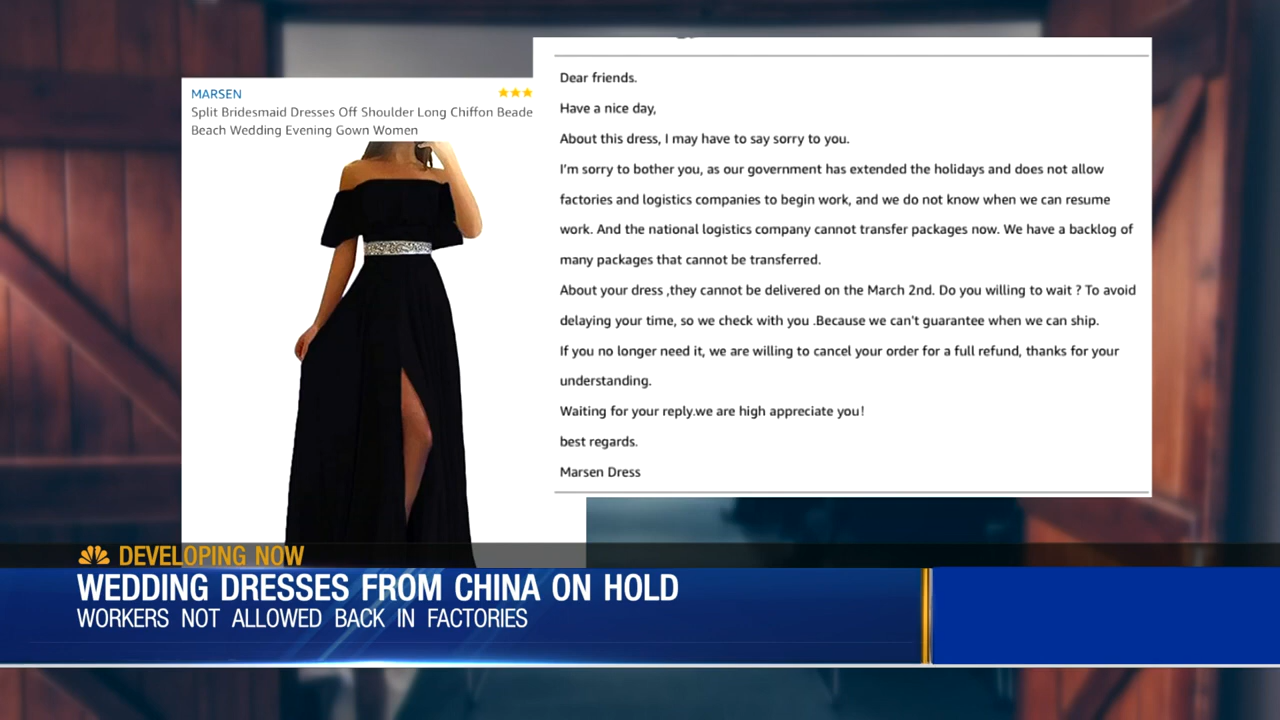 MARSEN
Split Bridesmaid Dresses Off Shoulder Long Chiffon Beade
Beach Wedding Evening Gown Women
Dear friends.
Have a nice day,
About this dress, I may have to say sorry to you.
I'm sorry to bother you, as our government has extended the holidays and does not allow
factories and logistics companies to begin work, and we do not know when we can resume
work. And the national logistics company cannot transfer packages now. We have a backlog of
many packages that cannot be transferred.
About your dress ,they cannot be delivered on the March 2nd. Do you willing to wait ? To avoid
delaying your time, so we check with you .Because we can't guarantee when we can ship.
If you no longer need it, we are willing to cancel your order for a full refund, thanks for your
understanding.
Waiting for your reply.we are high appreciate you!
best regards.
Marsen Dress
DEVELOPING NOW
WEDDING DRESSES FROM CHINA ON HOLD
WORKERS NOT ALLOWED BACK IN FACTORIES